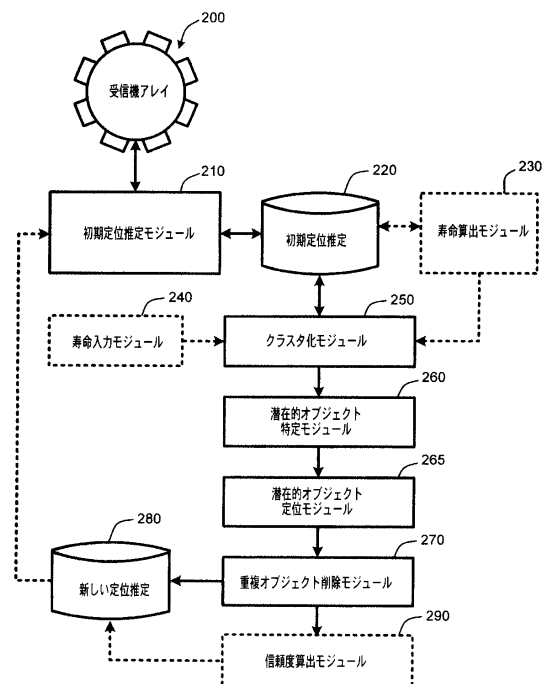 200
受信機アレイ
210
初期定位推定モジュール
220
初期定位推定
230
寿命算出モジュール
240
寿命入力モジュール
250
クラスタ化モジュール
260
潜在的オブジェクト
特定モジュール
265
潜在的オブジェクト
定位モジュール
270
重複オブジェクト削除モジュール
280
新しい定位推定
290
信頼度算出モジュール